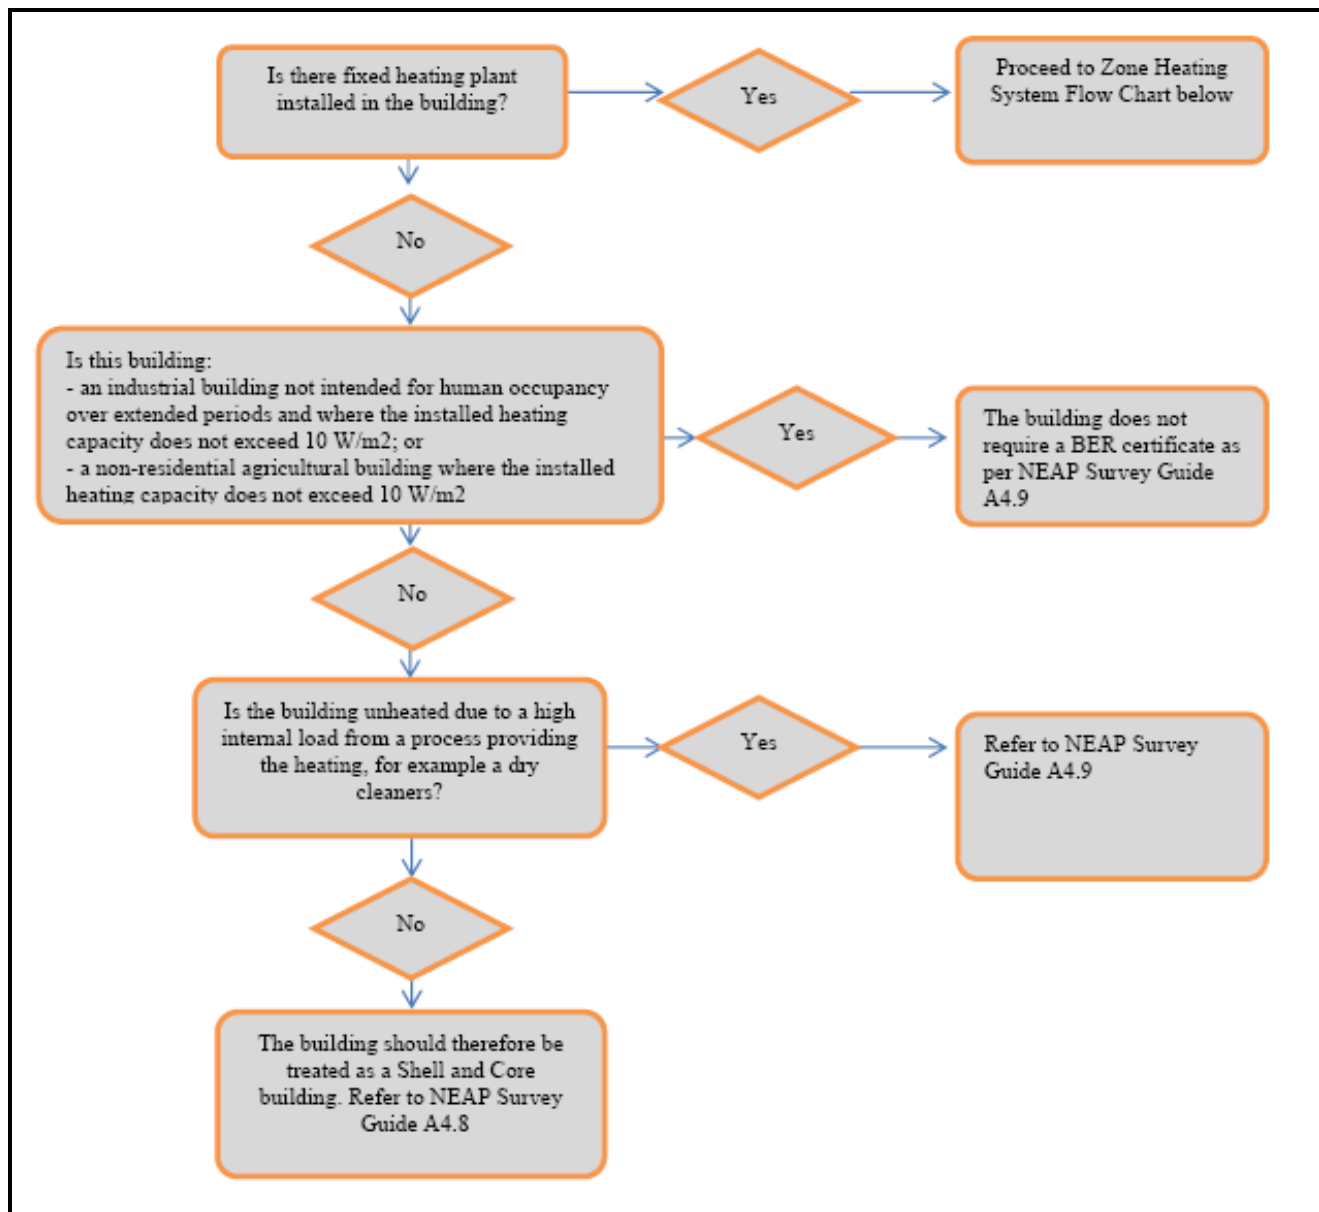 Is there fixed heating plant
installed in the building?
Yes
Proceed to Zone Heating
System Flow Chart below
No
Is this building:
- an industrial building not intended for human occupancy
over extended periods and where the installed heating
capacity does not exceed 10 W/m2; or
- a non-residential agricultural building where the installed
heating capacity does not exceed 10 W/m2
Yes
The building does not
require a BER certificate as
per NEAP Survey Guide
A4.9
No
Is the building unheated due to a high
internal load from a process providing
the heating, for example a dry
cleaners?
Yes
Refer to NEAP Survey
Guide A4.9
No
The building should therefore be
treated as a Shell and Core
building. Refer to NEAP Survey
Guide A4.8